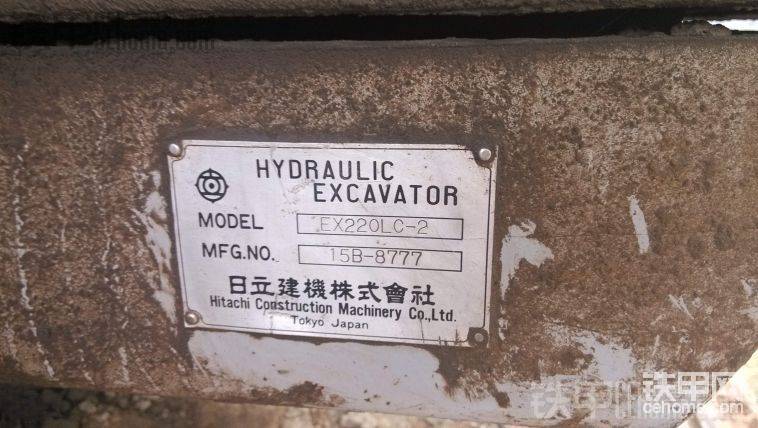 HYDRAULIC
EXCAVATOR
MODEL EX220LC-2
MFG.NO. 15B-8777
日立建機株式會社
Hitachi Construction Machinery Co.,Ltd.
Tokyo Japan
铁甲网
cehome.com